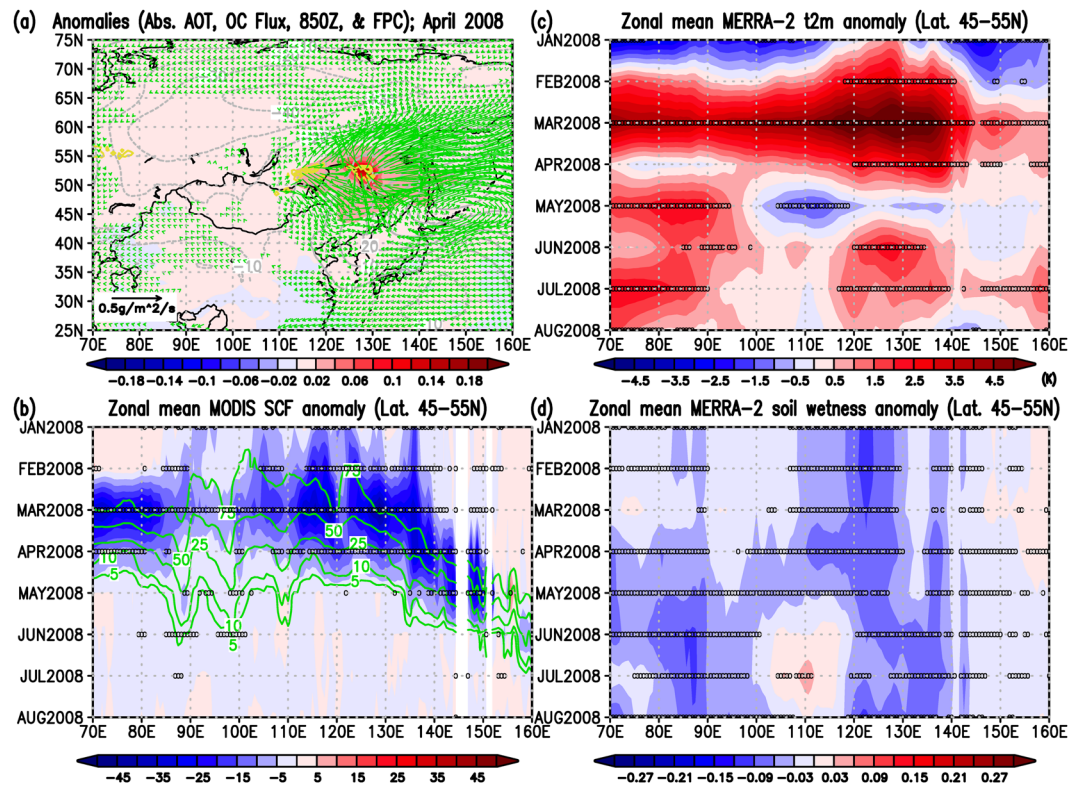 (a) Anomalies (Abs. AOT, OC Flux, 850Z, & FPC); April 2008
75N
70N
65N
60N
55N
50N
45N
40N
35N
30N
25N
-40
20
-10
10
0.5g/m^2/s
70E 80E 90E 100E 110E 120E 130E 140E 150E 160E
-0.18 -0.14 -0.1 -0.06 -0.02 0.02 0.06 0.1 0.14 0.18
(c) Zonal mean MERRA-2 t2m anomaly (Lat. 45-55N)
JAN2008
FEB2008
MAR2008
APR2008
MAY2008
JUN2008
JUL2008
AUG2008
70E 80E 90E 100E 110E 120E 130E 140E 150E 160E
-4.5 -3.5 -2.5 -1.5 -0.5 0.5 1.5 2.5 3.5 4.5 (K)
(b) Zonal mean MODIS SCF anomaly (Lat. 45-55N)
JAN2008
FEB2008
MAR2008
APR2008
MAY2008
JUN2008
JUL2008
AUG2008
75
75
50
25
25
50
10
10
5
5
10
5
70E 80E 90E 100E 110E 120E 130E 140E 150E 160E
-45 -35 -25 -15 -5 5 15 25 35 45
(d) Zonal mean MERRA-2 soil wetness anomaly (Lat. 45-55N)
JAN2008
FEB2008
MAR2008
APR2008
MAY2008
JUN2008
JUL2008
AUG2008
70E 80E 90E 100E 110E 120E 130E 140E 150E 160E
-0.27 -0.21 -0.15 -0.09 -0.03 0.03 0.09 0.15 0.21 0.27